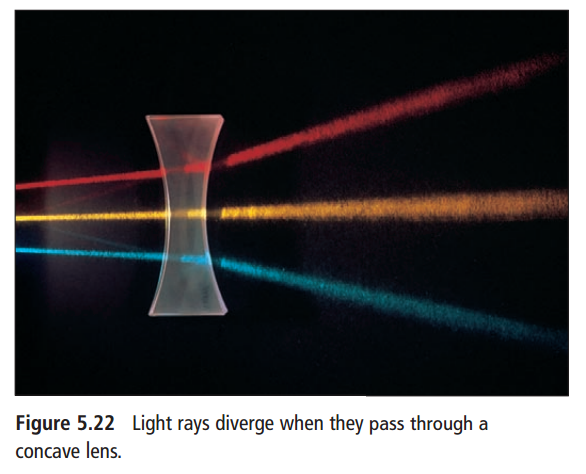 Figure 5.22 Light rays diverge when they pass through a
concave lens.